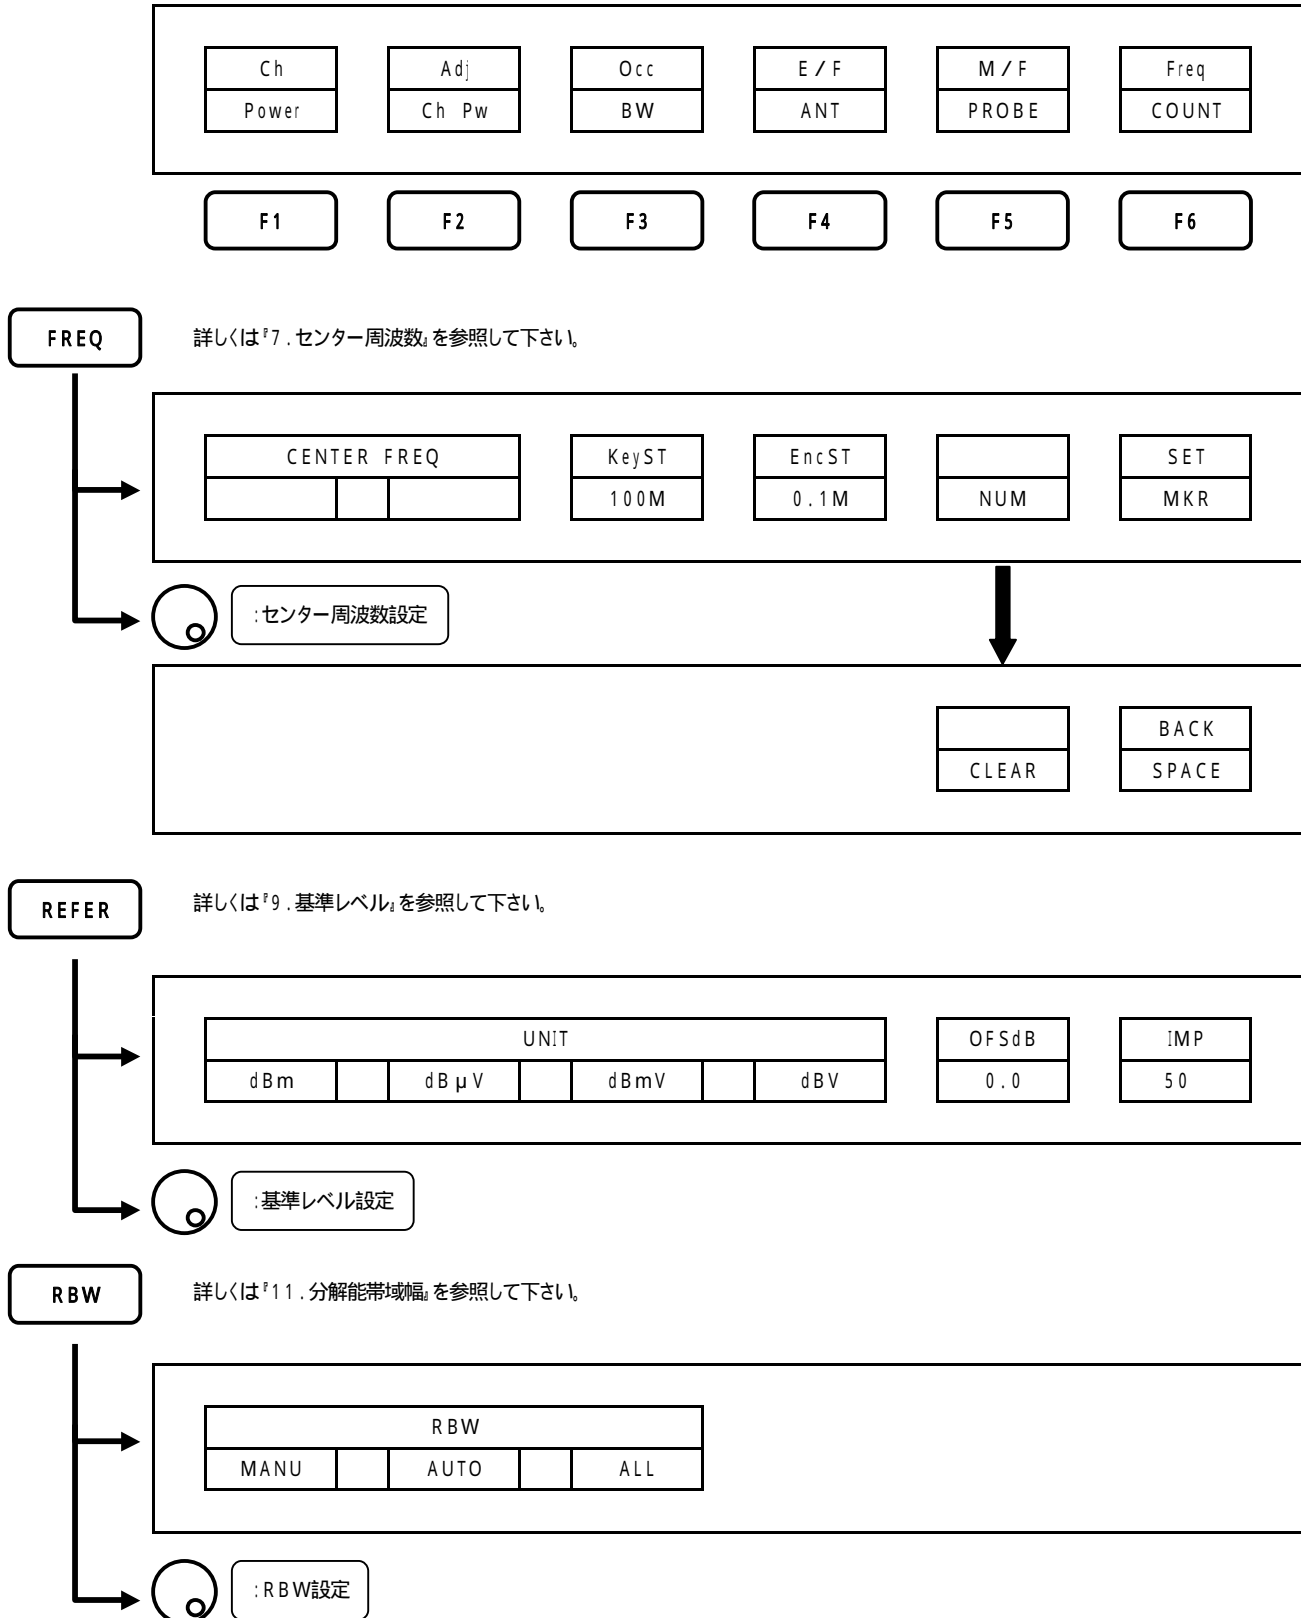 Ch Adj Occ E/F M/F Freq
Power Ch Pw BW ANT PROBE COUNT
F1 F2 F3 F4 F5 F6
FREQ 詳しくは『7.センター周波数』を参照して下さい。
CENTER FREQ KeyST EncST SET
100M 0.1M NUM MKR
:センター周波数設定
BACK
CLEAR SPACE
REFER 詳しくは『9.基準レベル』を参照して下さい。
UNIT OFSdB IMP
dBm dBμV dBmV dBV 0.0 50
:基準レベル設定
RBW 詳しくは『11.分解能帯域幅』を参照して下さい。
RBW
MANU AUTO ALL
:RBW設定